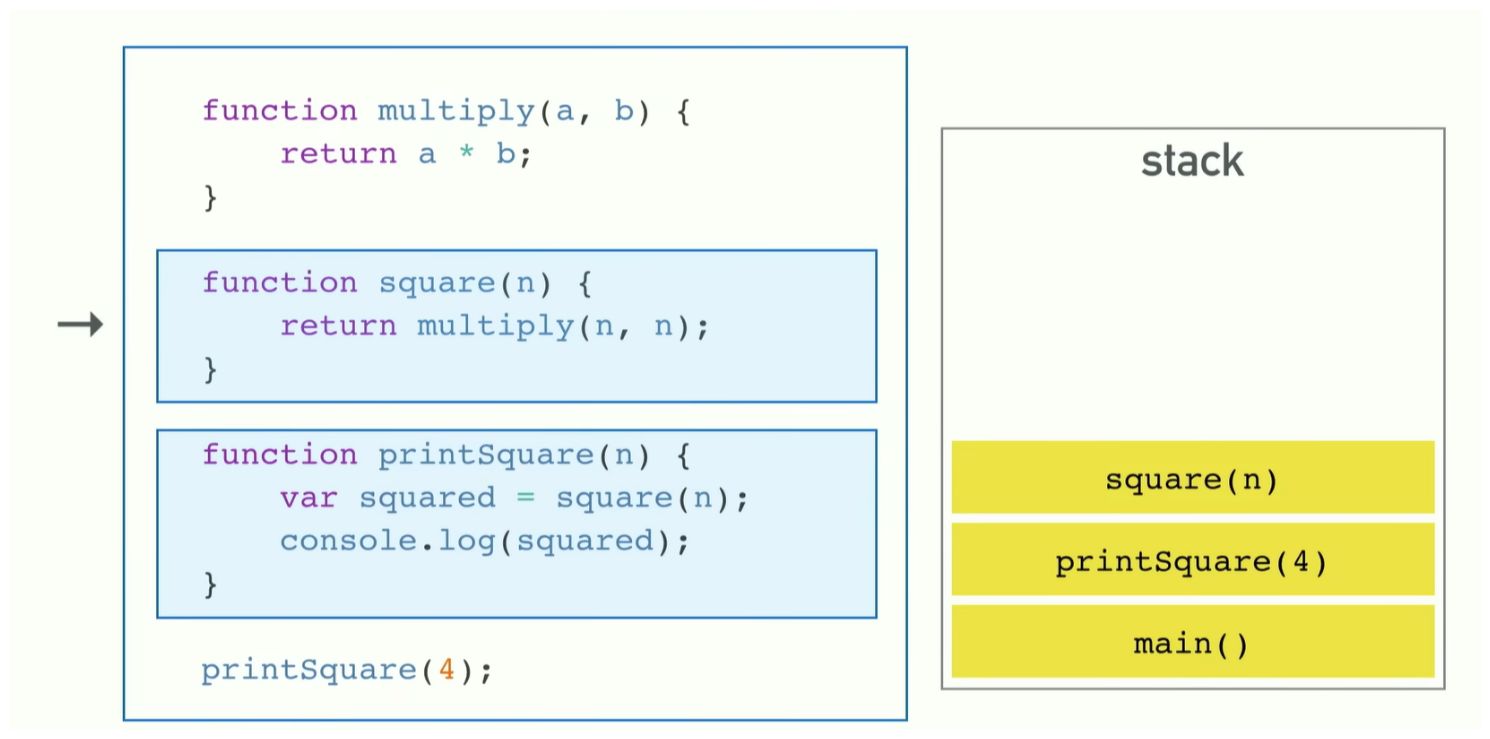 function multiply(a, b) {
    return a * b;
}
function square(n) {
    return multiply(n, n);
}
function printSquare(n) {
    var squared = square(n);
    console.log(squared);
}
printSquare(4);
stack
square(n)
printSquare(4)
main()